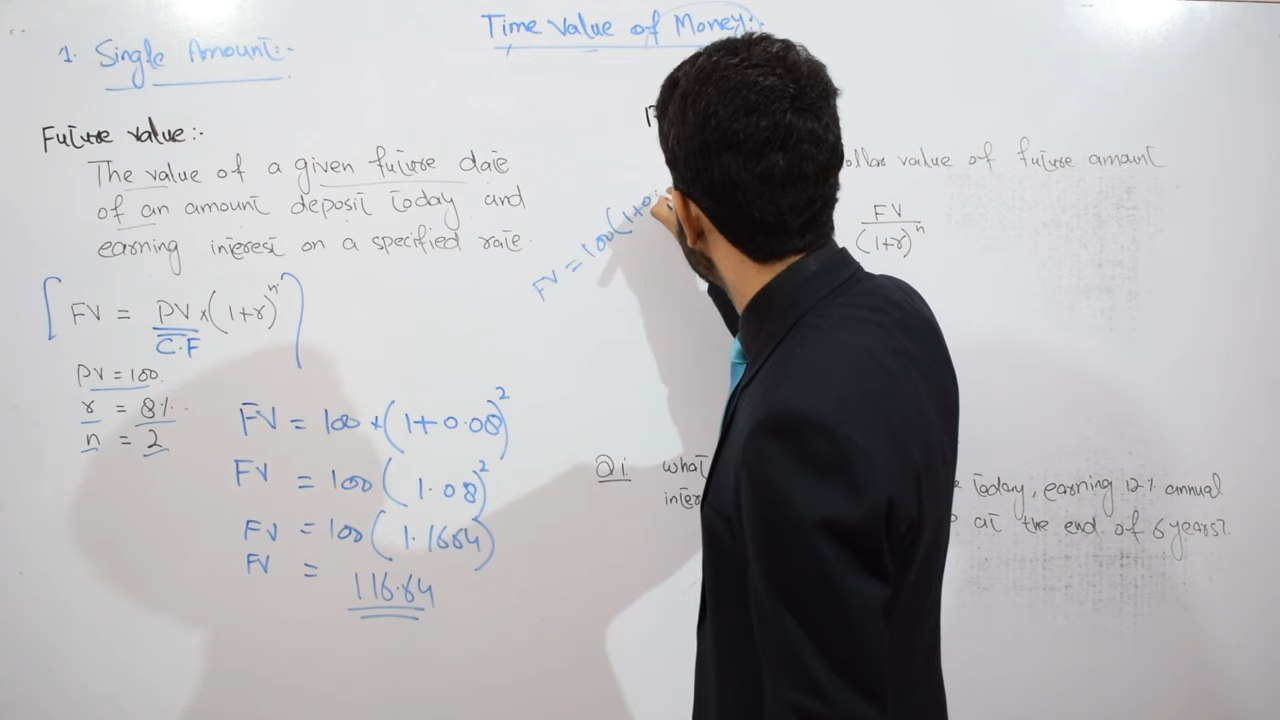 Time Value of Money:-
1. Single Amount:-
Future value:-
The value of a given future date
of an amount deposit today and
earning interest on a specified rate.
FV = PV × (1+r)^n
C.F
PV = 100.
r = 8%.
n = 2
FV = 100 × (1+0.08)^2
FV = 100 (1.08)^2
FV = 100 (1.1664)
FV = 116.64
FV = 100 (1+0.
dollar value of future amount
FV
(1+r)^n
Q1. what today, earning 12% annual
at the end of 6 years?